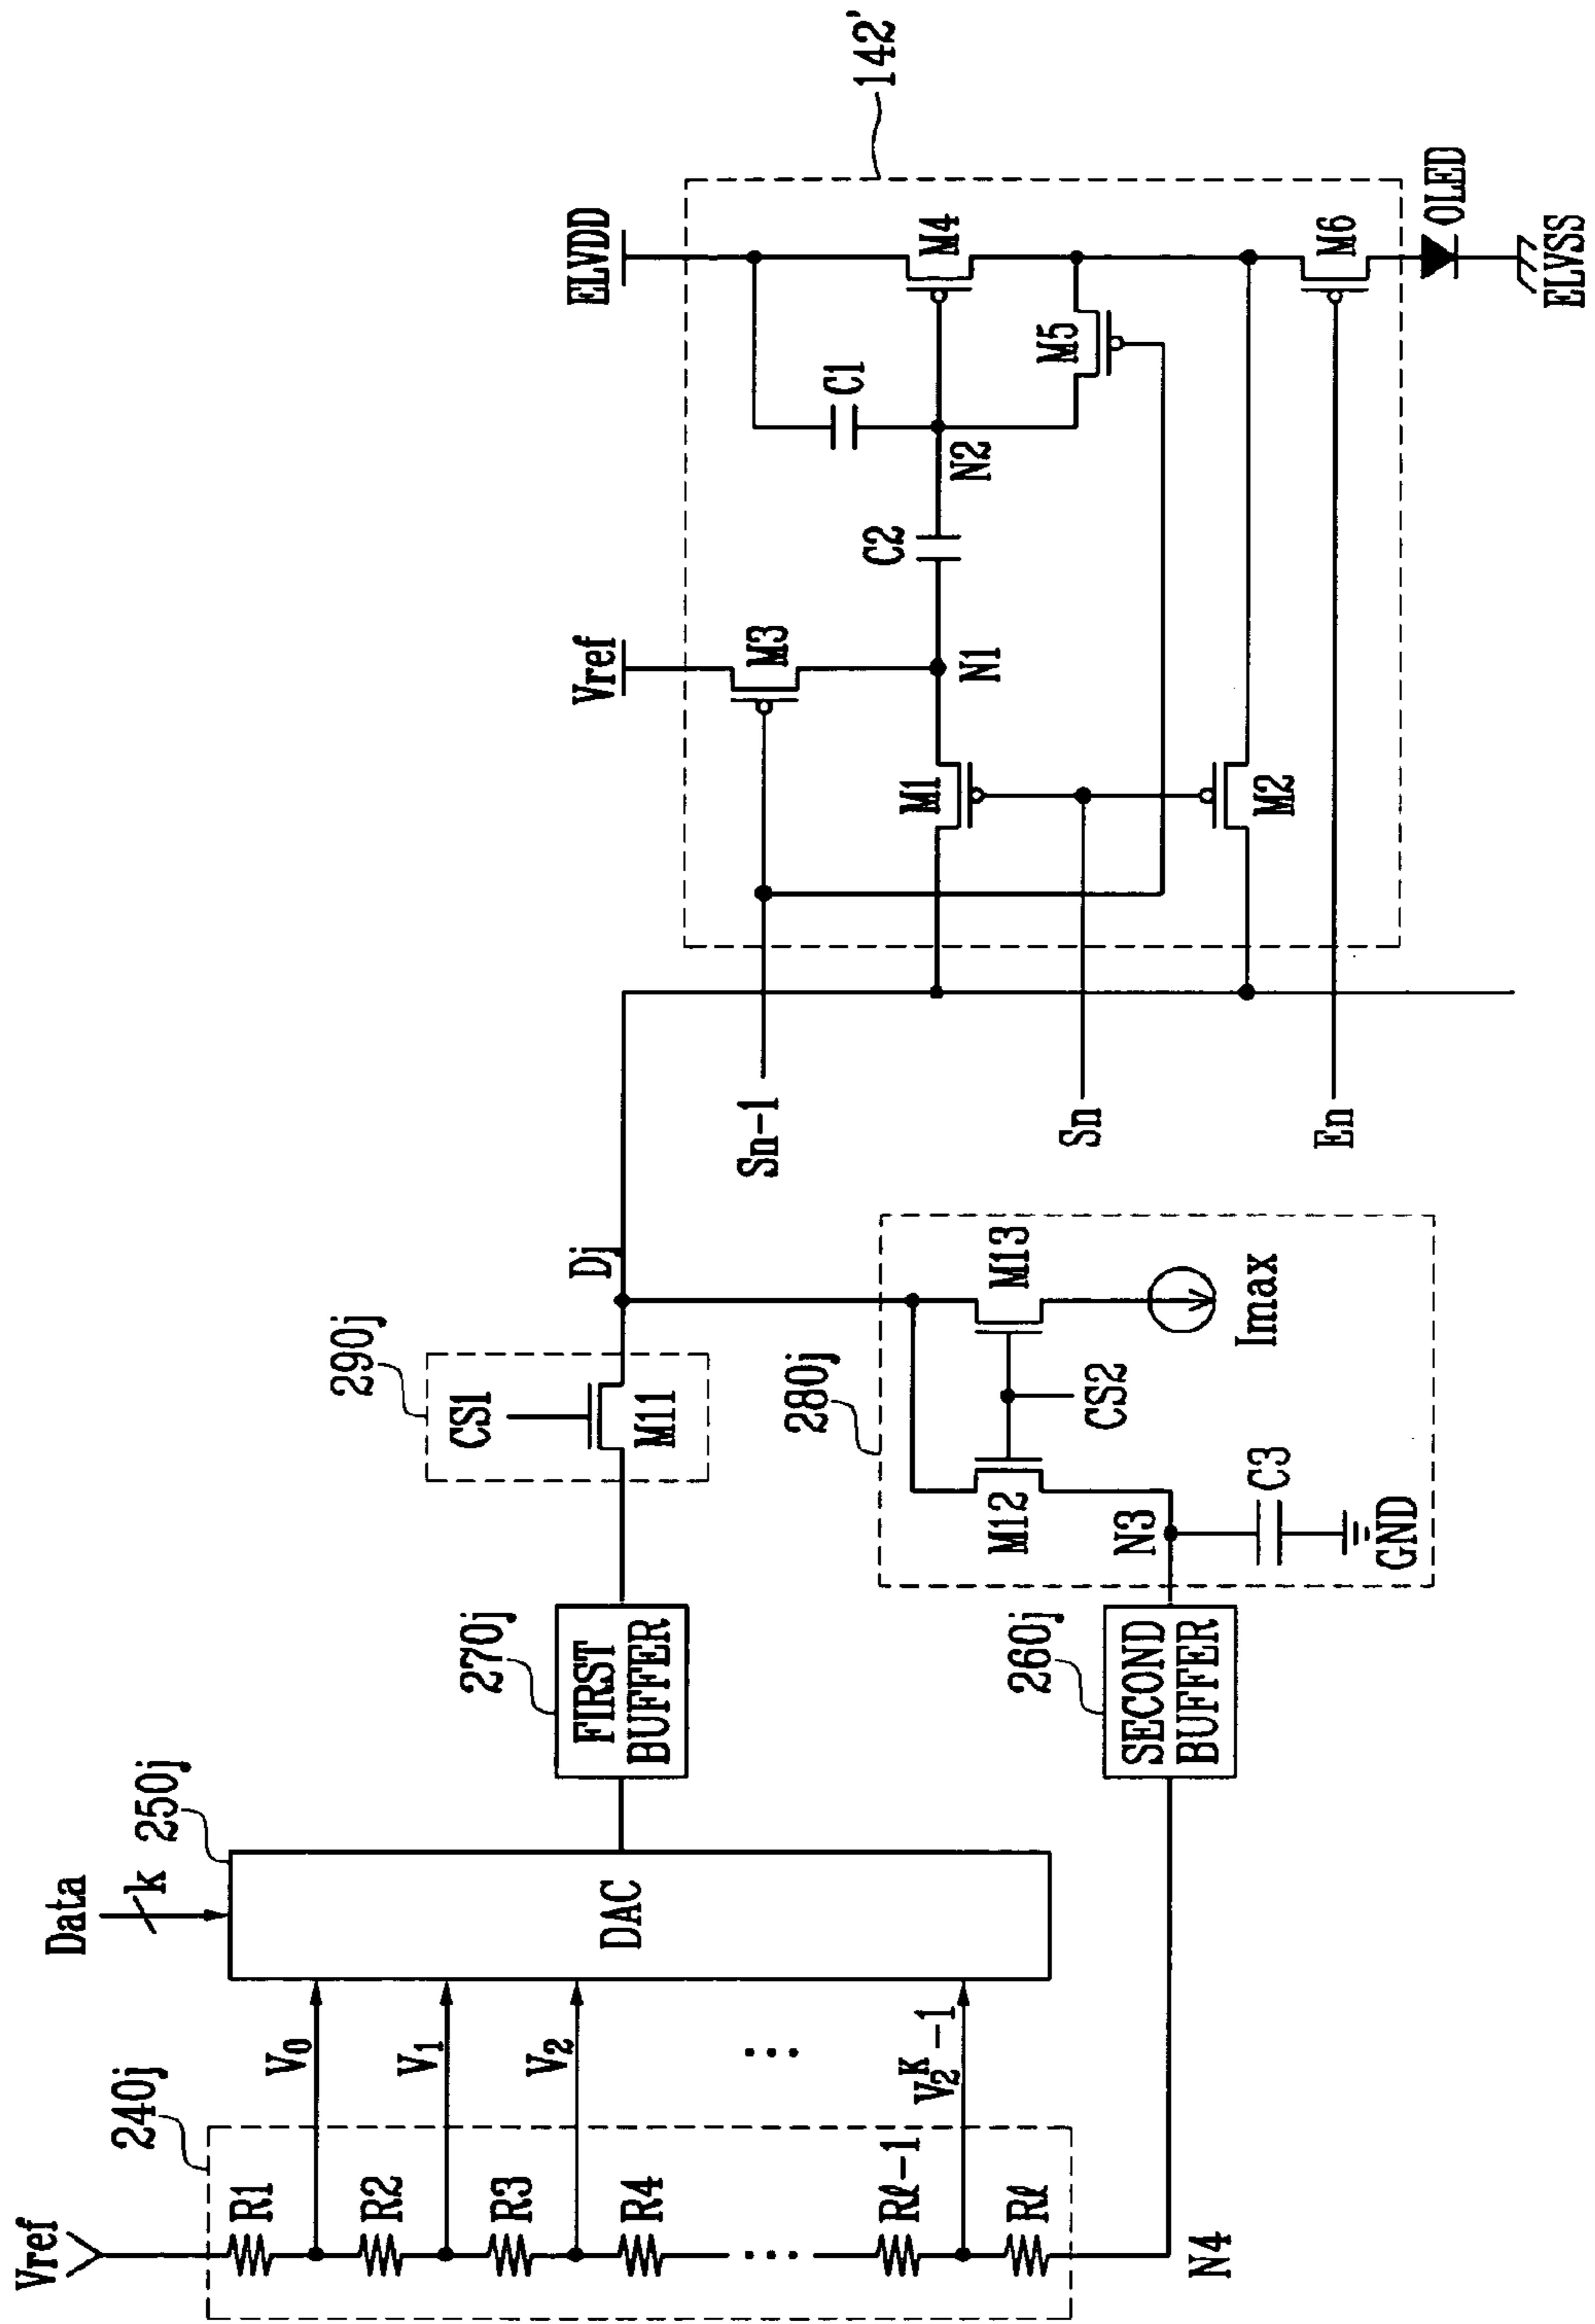 Vref
240j
R1
R2
R3
R4
Rℓ-1
Rℓ
N4
V0
V1
V2
...
V2^K-1
...
Data
k
250j
DAC
270j
FIRST
BUFFER
260j
SECOND
BUFFER
290j
CS1
M11
Dj
280j
M12
M13
CS2
N3
C3
GND
Imax
Sn-1
Sn
En
142'
Vref
ELVDD
M3
M1
N1
C2
N2
C1
M4
M5
M2
M6
OLED
ELVSS